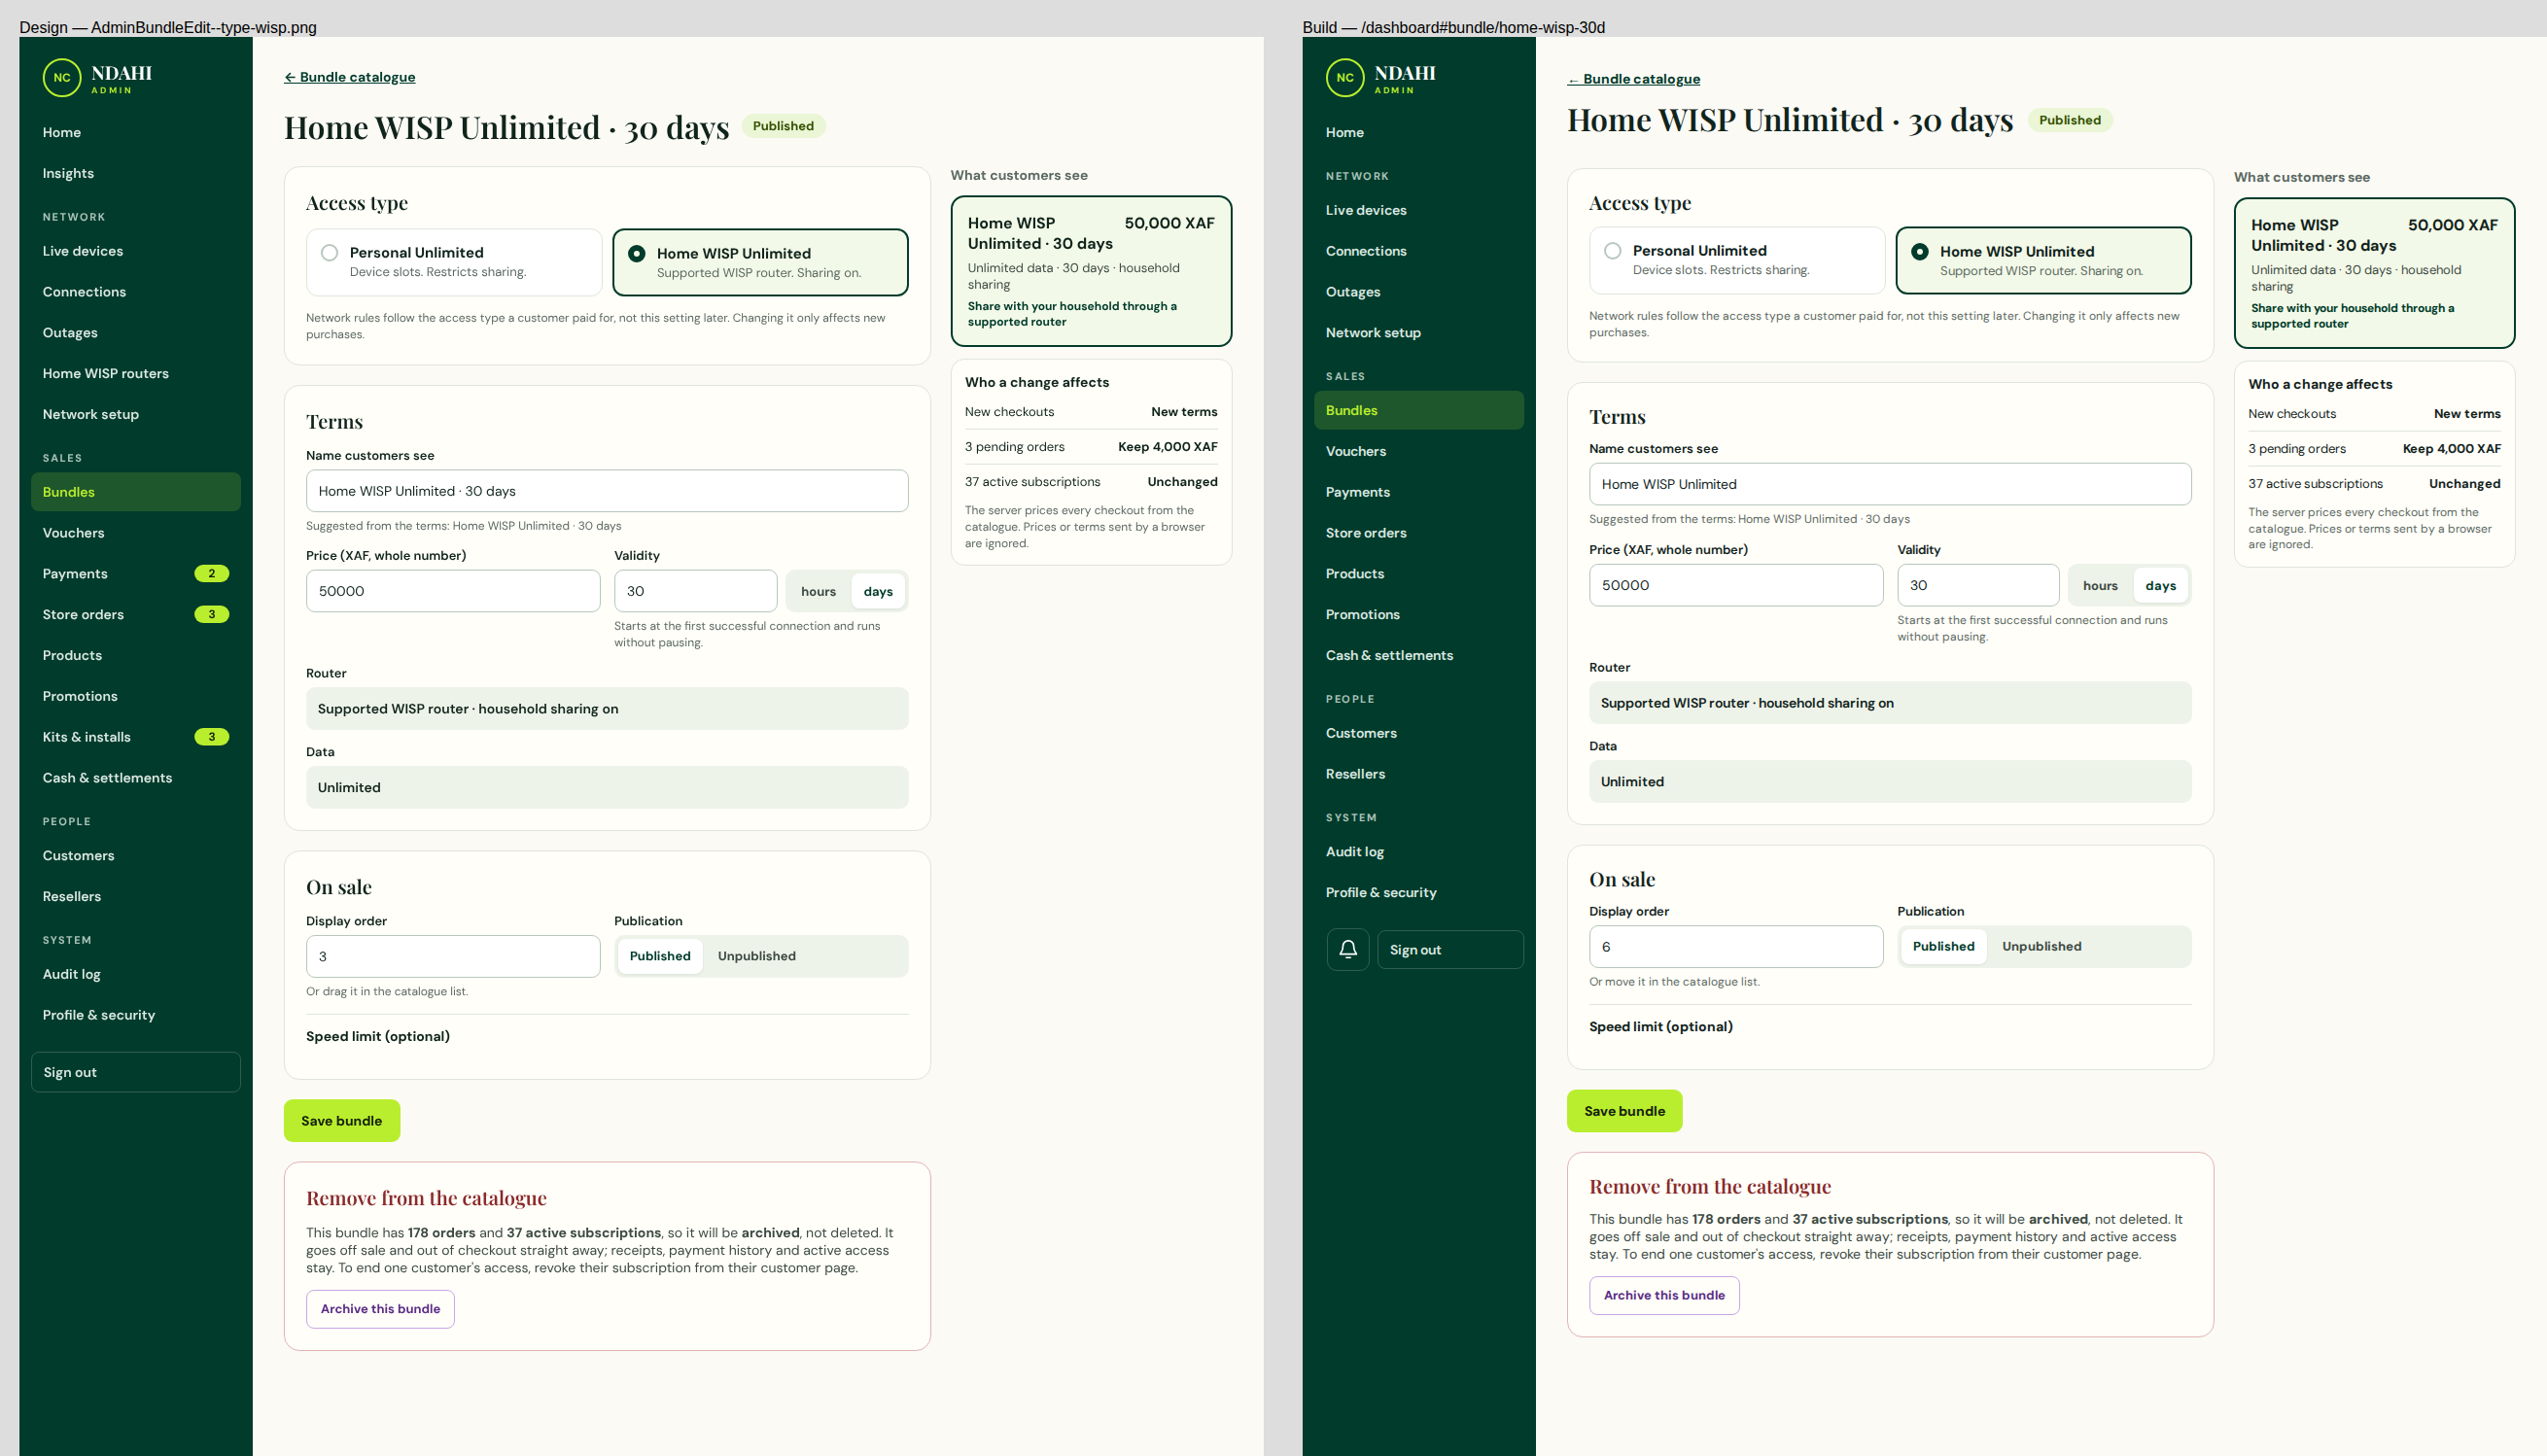 Design — AdminBundleEdit--type-wisp.png
NC
NDAHI
ADMIN
Home
Insights
NETWORK
Live devices
Connections
Outages
Home WISP routers
Network setup
SALES
Bundles
Vouchers
Payments 2
Store orders 3
Products
Promotions
Kits & installs 3
Cash & settlements
PEOPLE
Customers
Resellers
SYSTEM
Audit log
Profile & security
Sign out
← Bundle catalogue
Home WISP Unlimited · 30 days Published
Access type
Personal Unlimited
Device slots. Restricts sharing.
Home WISP Unlimited
Supported WISP router. Sharing on.
Network rules follow the access type a customer paid for, not this setting later. Changing it only affects new
purchases.
Terms
Name customers see
Home WISP Unlimited · 30 days
Suggested from the terms: Home WISP Unlimited · 30 days
Price (XAF, whole number)
50000
Validity
30 hours days
Starts at the first successful connection and runs
without pausing.
Router
Supported WISP router · household sharing on
Data
Unlimited
On sale
Display order
3
Or drag it in the catalogue list.
Publication
Published Unpublished
Speed limit (optional)
Save bundle
Remove from the catalogue
This bundle has 178 orders and 37 active subscriptions, so it will be archived, not deleted. It
goes off sale and out of checkout straight away; receipts, payment history and active access
stay. To end one customer's access, revoke their subscription from their customer page.
Archive this bundle
What customers see
Home WISP 50,000 XAF
Unlimited · 30 days
Unlimited data · 30 days · household
sharing
Share with your household through a
supported router
Who a change affects
New checkouts New terms
3 pending orders Keep 4,000 XAF
37 active subscriptions Unchanged
The server prices every checkout from the
catalogue. Prices or terms sent by a browser
are ignored.
Build — /dashboard#bundle/home-wisp-30d
NC
NDAHI
ADMIN
Home
NETWORK
Live devices
Connections
Outages
Network setup
SALES
Bundles
Vouchers
Payments
Store orders
Products
Promotions
Cash & settlements
PEOPLE
Customers
Resellers
SYSTEM
Audit log
Profile & security
Sign out
← Bundle catalogue
Home WISP Unlimited · 30 days Published
Access type
Personal Unlimited
Device slots. Restricts sharing.
Home WISP Unlimited
Supported WISP router. Sharing on.
Network rules follow the access type a customer paid for, not this setting later. Changing it only affects new
purchases.
Terms
Name customers see
Home WISP Unlimited
Suggested from the terms: Home WISP Unlimited · 30 days
Price (XAF, whole number)
50000
Validity
30 hours days
Starts at the first successful connection and runs
without pausing.
Router
Supported WISP router · household sharing on
Data
Unlimited
On sale
Display order
6
Or move it in the catalogue list.
Publication
Published Unpublished
Speed limit (optional)
Save bundle
Remove from the catalogue
This bundle has 178 orders and 37 active subscriptions, so it will be archived, not deleted. It
goes off sale and out of checkout straight away; receipts, payment history and active access
stay. To end one customer's access, revoke their subscription from their customer page.
Archive this bundle
What customers see
Home WISP 50,000 XAF
Unlimited · 30 days
Unlimited data · 30 days · household
sharing
Share with your household through a
supported router
Who a change affects
New checkouts New terms
3 pending orders Keep 4,000 XAF
37 active subscriptions Unchanged
The server prices every checkout from the
catalogue. Prices or terms sent by a browser
are ignored.